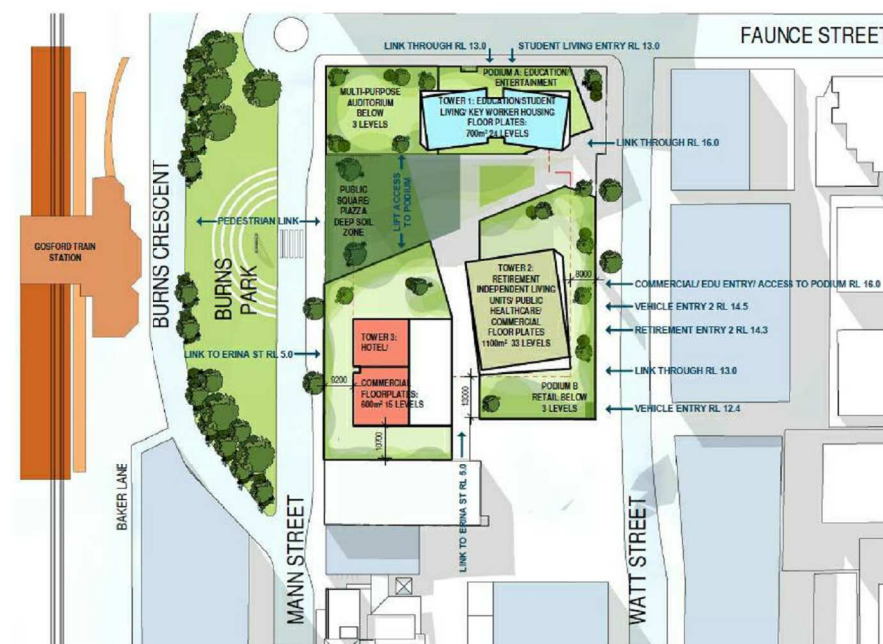 FAUNCE STREET
LINK THROUGH RL 13.0
STUDENT LIVING ENTRY RL 13.0
PODIUM A: EDUCATION/
ENTERTAINMENT
MULTI-PURPOSE
AUDITORIUM
BELOW
3 LEVELS
TOWER 1: EDUCATION/STUDENT
LIVING/ KEY WORKER HOUSING
FLOOR PLATES:
700m² 24 LEVELS
LINK THROUGH RL 16.0
PUBLIC
SQUARE/
PIAZZA
DEEP SOIL
ZONE
LIFT ACCESS
TO PODIUM
PEDESTRIAN LINK
GOSFORD TRAIN
STATION
BURNS CRESCENT
BURNS
PARK
TOWER 2:
RETIREMENT
INDEPENDENT LIVING
UNITS/ PUBLIC
HEALTHCARE/
COMMERCIAL
FLOOR PLATES
1100m² 33 LEVELS
8000
COMMERCIAL/ EDU ENTRY/ ACCESS TO PODIUM RL 16.0
VEHICLE ENTRY 2 RL 14.5
RETIREMENT ENTRY 2 RL 14.3
LINK THROUGH RL 13.0
VEHICLE ENTRY RL 12.4
LINK TO ERINA ST RL 5.0
TOWER 3:
HOTEL/
COMMERCIAL
FLOORPLATES:
600m² 15 LEVELS
9200
10700
13000
PODIUM B
RETAIL BELOW
3 LEVELS
LINK TO ERINA ST RL 5.0
BAKER LANE
MANN STREET
WATT STREET